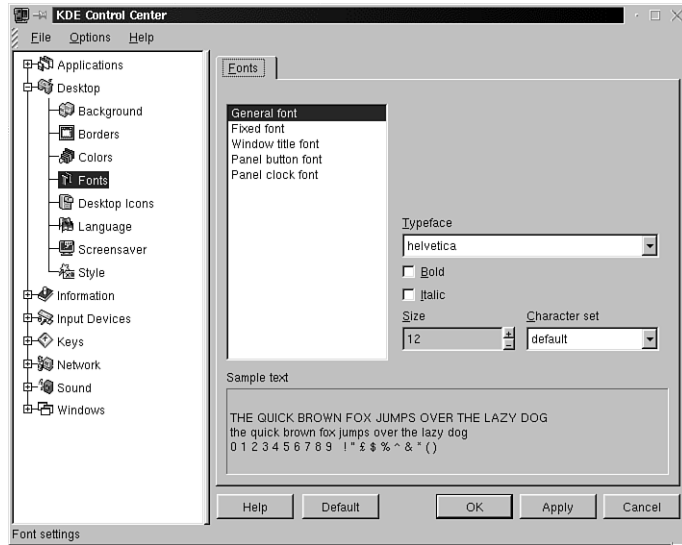 KDE Control Center
File Options Help
Applications
Desktop
Background
Borders
Colors
Fonts
Desktop Icons
Language
Screensaver
Style
Information
Input Devices
Keys
Network
Sound
Windows
Fonts
General font
Fixed font
Window title font
Panel button font
Panel clock font
Typeface
helvetica
Bold
Italic
Size Character set
12 default
Sample text
THE QUICK BROWN FOX JUMPS OVER THE LAZY DOG
the quick brown fox jumps over the lazy dog
0 1 2 3 4 5 6 7 8 9 ! " £ $ % ^ & * ( )
Help Default OK Apply Cancel
Font settings